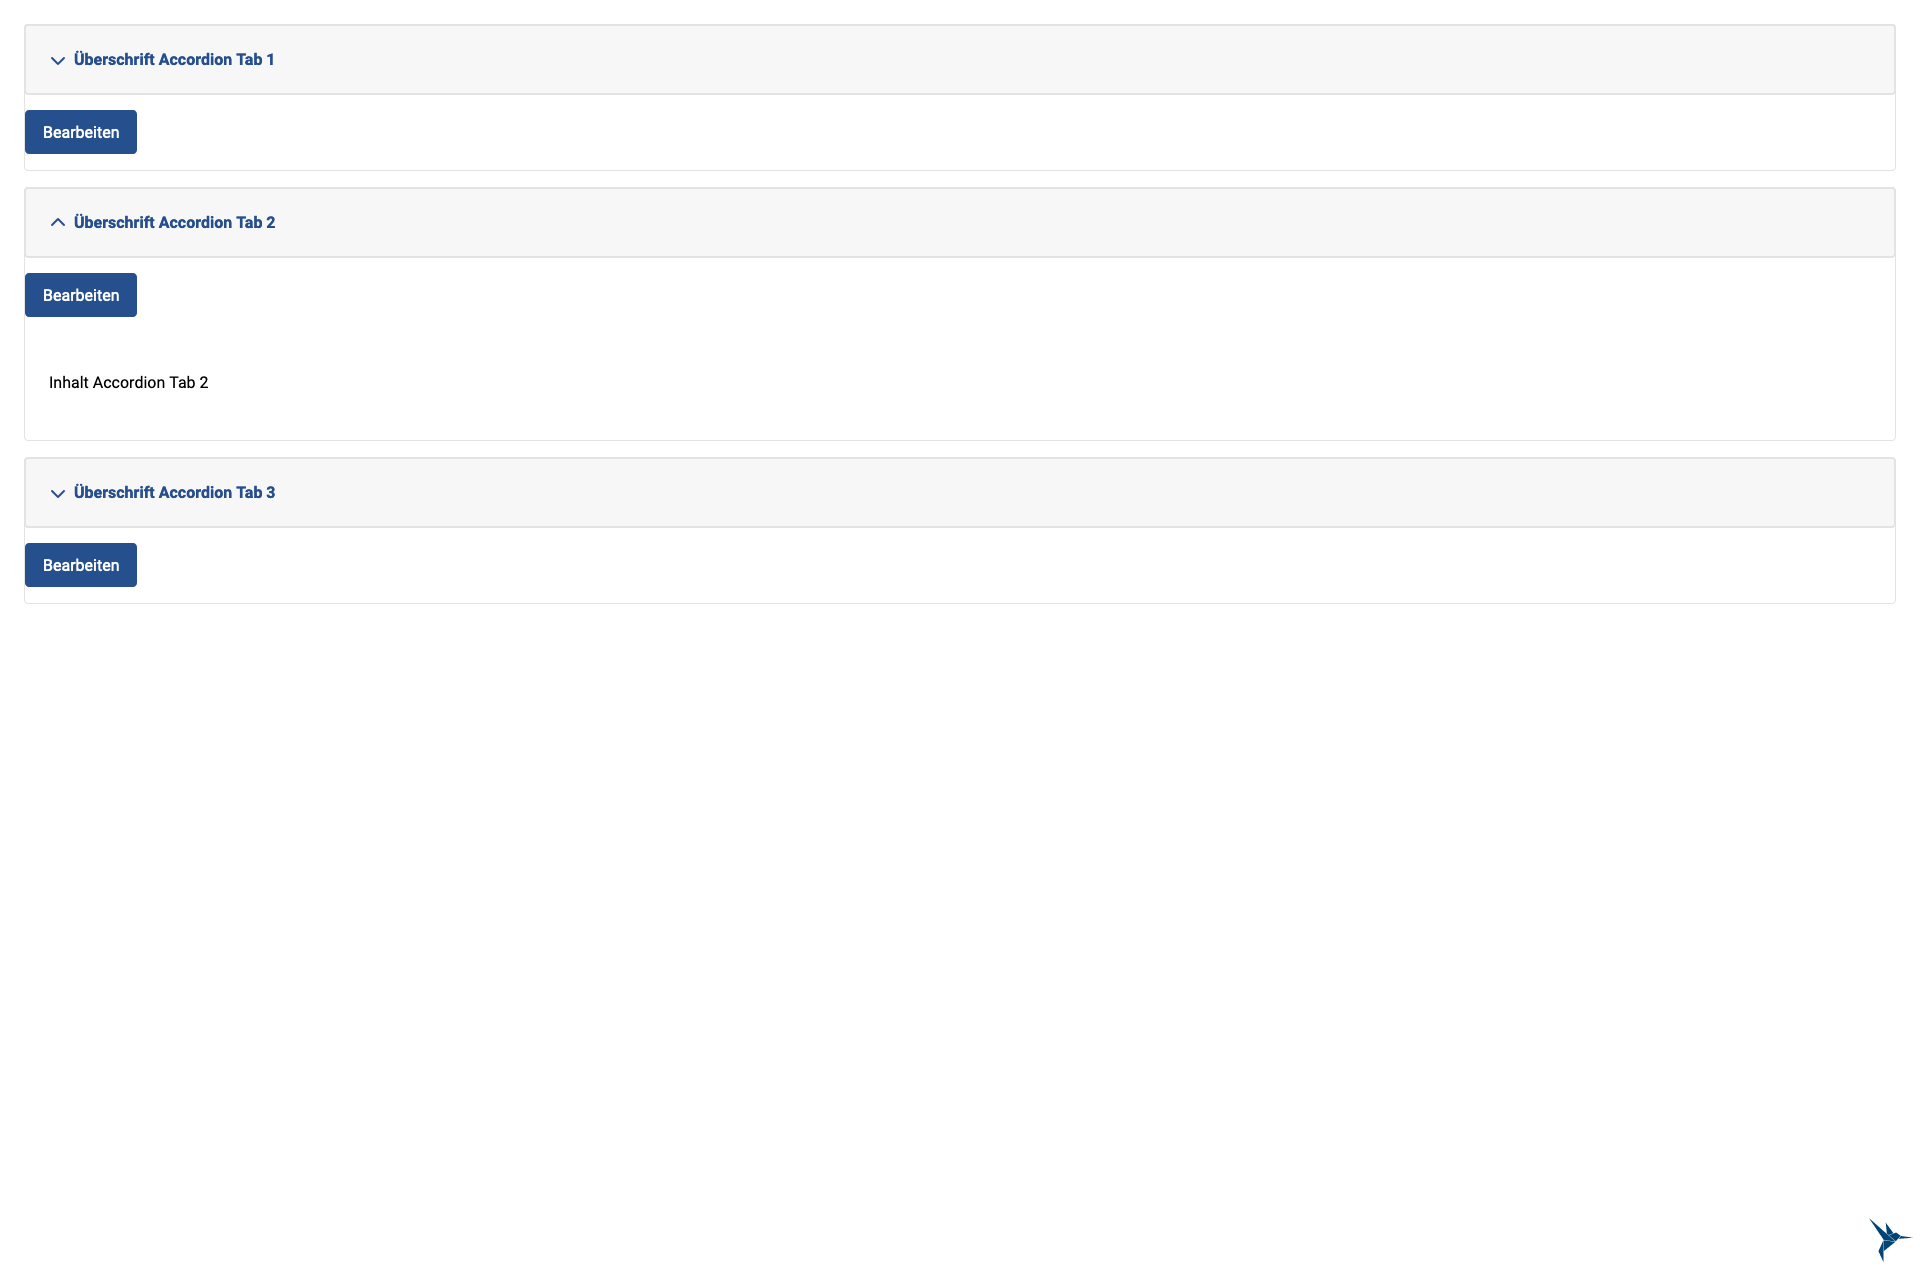 Überschrift Accordion Tab 1
Bearbeiten
Überschrift Accordion Tab 2
Bearbeiten
Inhalt Accordion Tab 2
Überschrift Accordion Tab 3
Bearbeiten